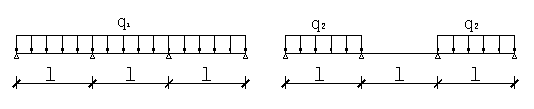 q₁ q₂ q₂
l l l l l l